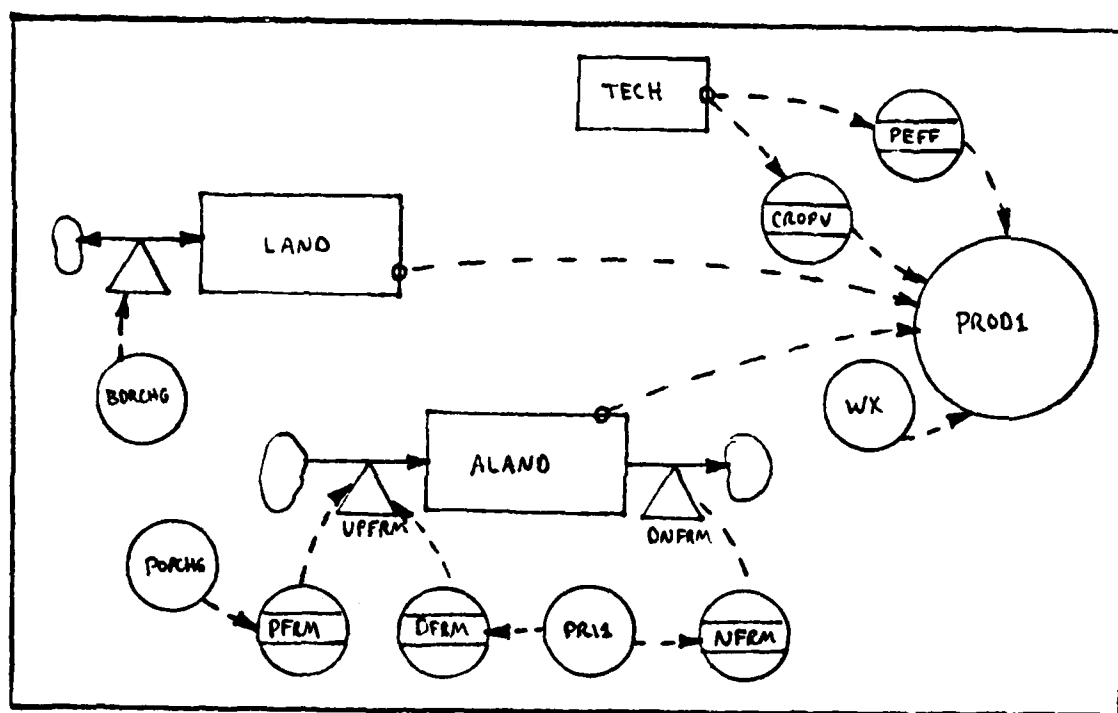 TECH
PEFF
CROPV
LAND
PROD1
BDRCHG
WX
ALAND
UPFRM
DNFRM
POPCHG
PFRM
DFRM
PRI1
NFRM